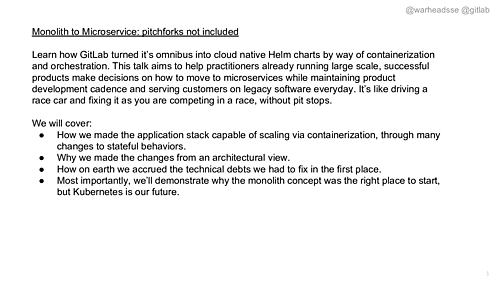 @warheadsse @gitlab
Monolith to Microservice: pitchforks not included
Learn how GitLab turned it's omnibus into cloud native Helm charts by way of containerization
and orchestration. This talk aims to help practitioners already running large scale, successful
products make decisions on how to move to microservices while maintaining product
development cadence and serving customers on legacy software everyday. It's like driving a
race car and fixing it as you are competing in a race, without pit stops.
We will cover:
● How we made the application stack capable of scaling via containerization, through many
changes to stateful behaviors.
● Why we made the changes from an architectural view.
● How on earth we accrued the technical debts we had to fix in the first place.
● Most importantly, we'll demonstrate why the monolith concept was the right place to start,
but Kubernetes is our future.